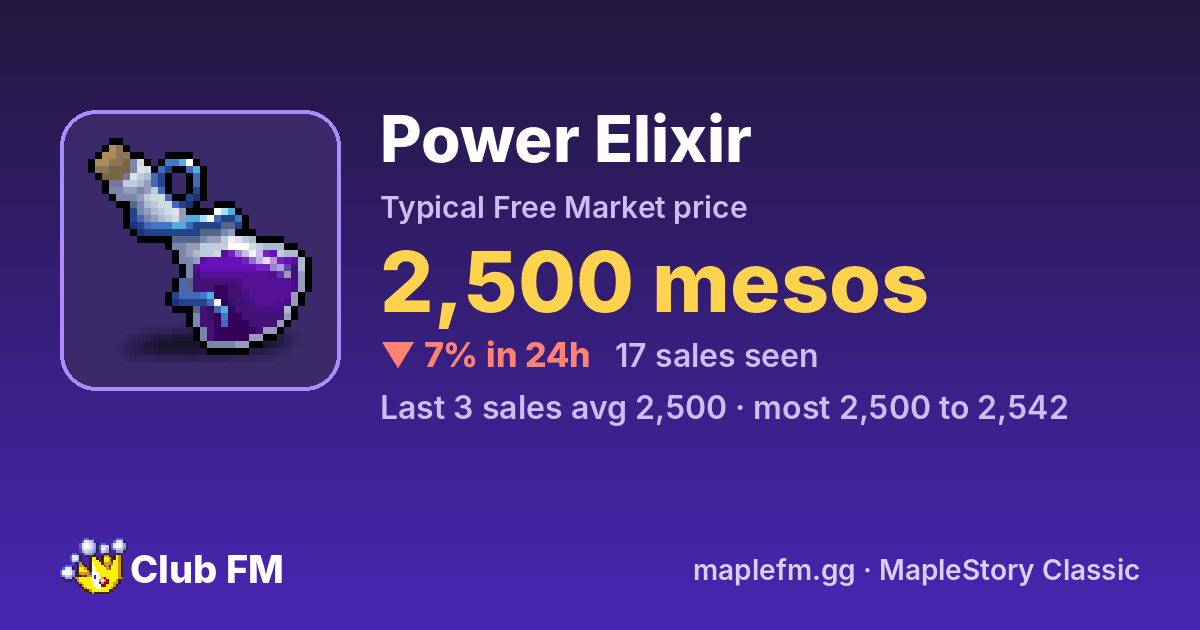 Power Elixir
Typical Free Market price
2,500 mesos
▼ 7% in 24h 17 sales seen
Last 3 sales avg 2,500 · most 2,500 to 2,542
Club FM
maplefm.gg · MapleStory Classic